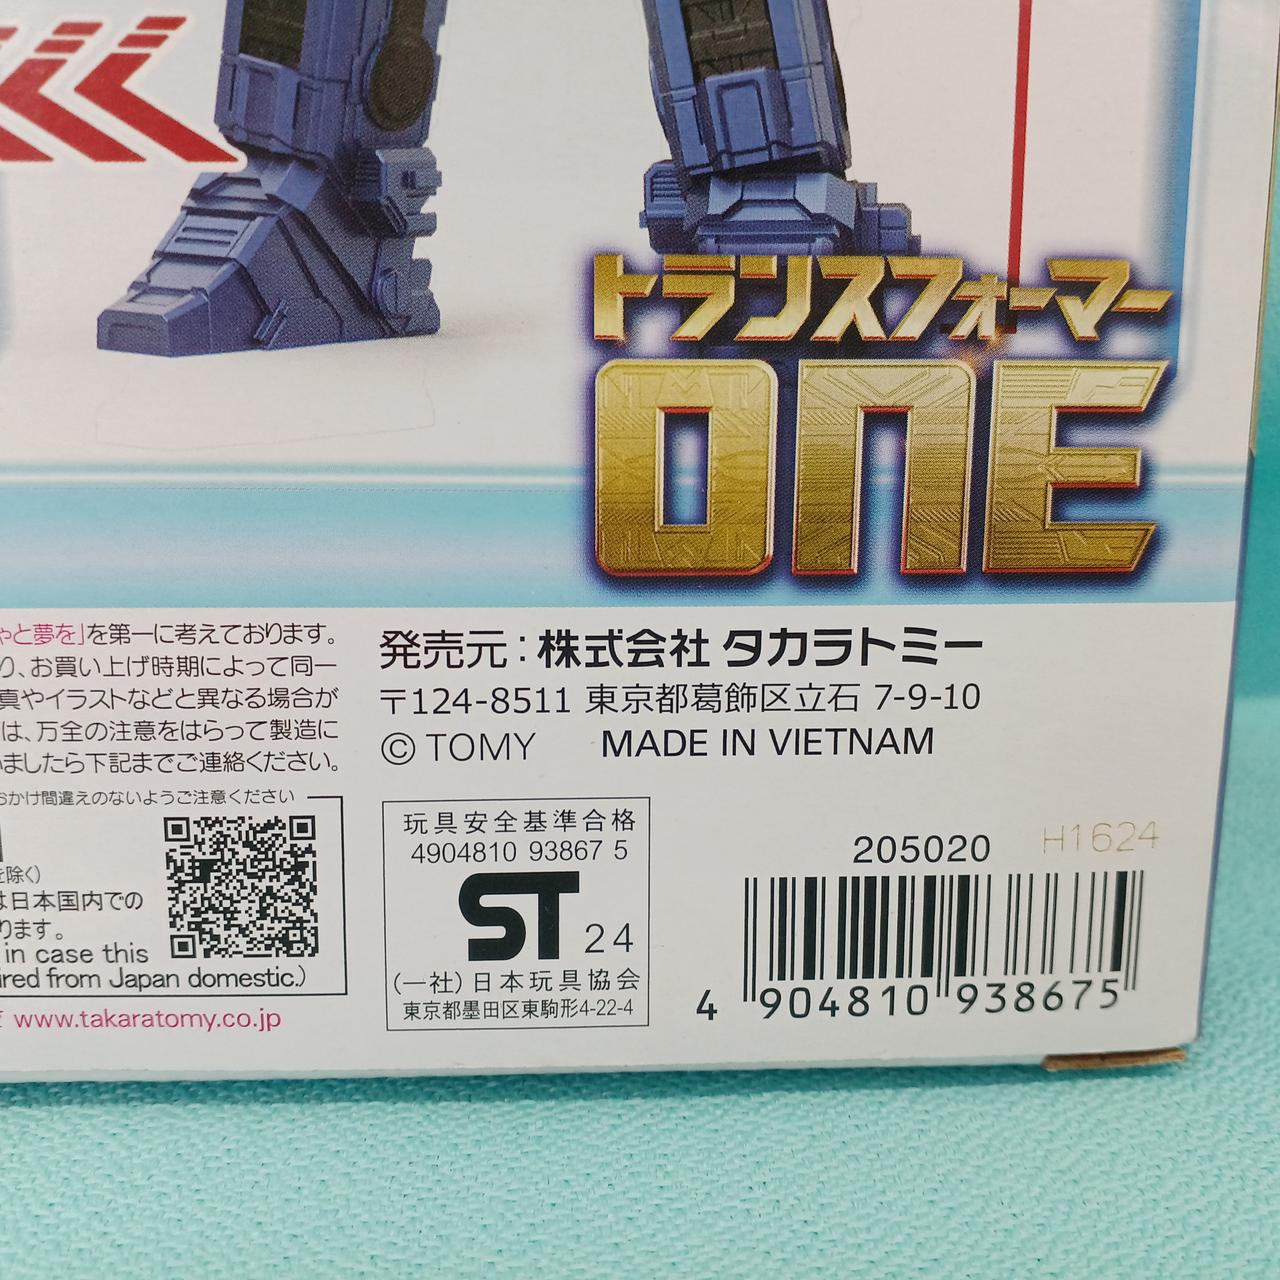 トランスフォーマー
ONE
やと夢を」を第一に考えております。
り、お買い上げ時期によって同一
真やイラストなどと異なる場合が
は、万全の注意をはらって製造に
いましたら下記までご連絡ください。
おかけ間違えのないようご注意ください
を除く)
は日本国内での
ります。
in case this
ired from Japan domestic.)
www.takaratomy.co.jp
発売元：株式会社 タカラトミー
〒124-8511 東京都葛飾区立石 7-9-10
© TOMY MADE IN VIETNAM
玩具安全基準合格
4904810 93867 5
ST 24
(一社)日本玩具協会
東京都墨田区東駒形4-22-4
205020 H1624
4 904810 938675